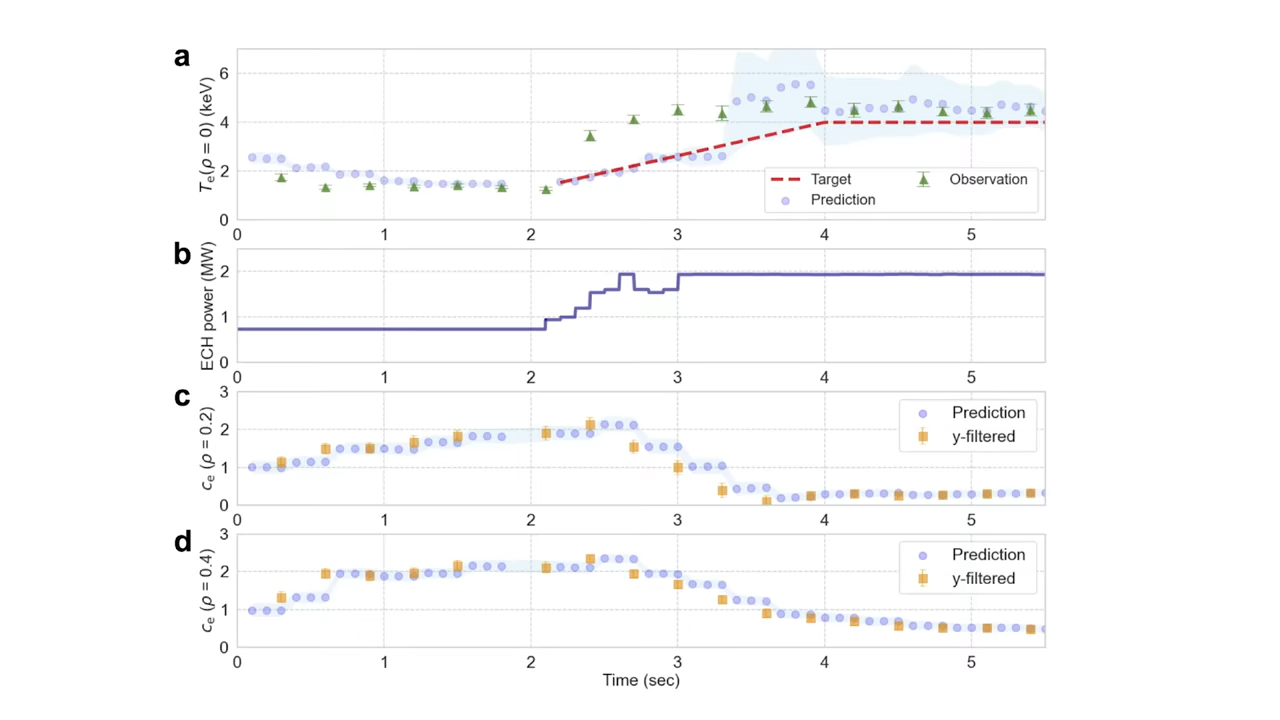 a
T_e(ρ = 0) (keV)
6
4
2
0
Target
Prediction
Observation
0 1 2 3 4 5
b
ECH power (MW)
2
1
0
0 1 2 3 4 5
c
c_e (ρ = 0.2)
3
2
1
0
Prediction
y-filtered
0 1 2 3 4 5
d
c_e (ρ = 0.4)
3
2
1
0
Prediction
y-filtered
0 1 2 3 4 5
Time (sec)